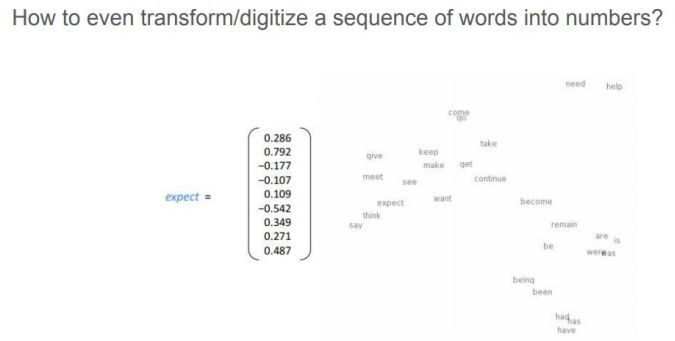 How to even transform/digitize a sequence of words into numbers?
need
help
come
go
take
give
keep
make
get
meet
see
continue
expect
want
become
think
say
remain
are
is
be
were
was
being
been
had
has
have
expect =
0.286
0.792
−0.177
−0.107
0.109
−0.542
0.349
0.271
0.487